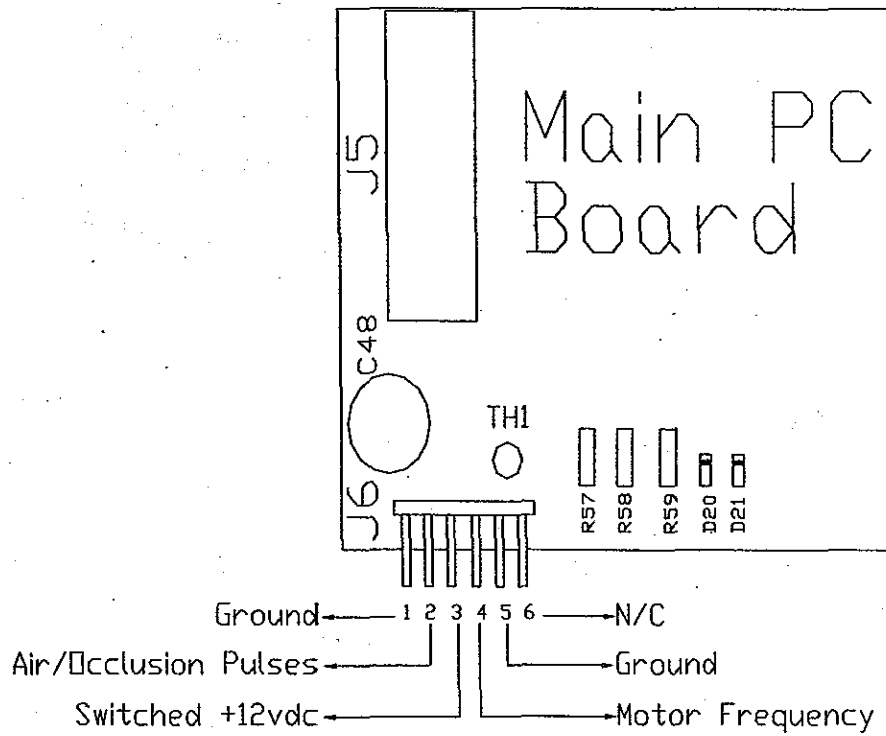 Main PC
Board
J5
C48
TH1
J6
R57
R58
R59
D20
D21
Ground
1 2 3 4 5 6
N/C
Air/Occlusion Pulses
Ground
Switched +12vdc
Motor Frequency